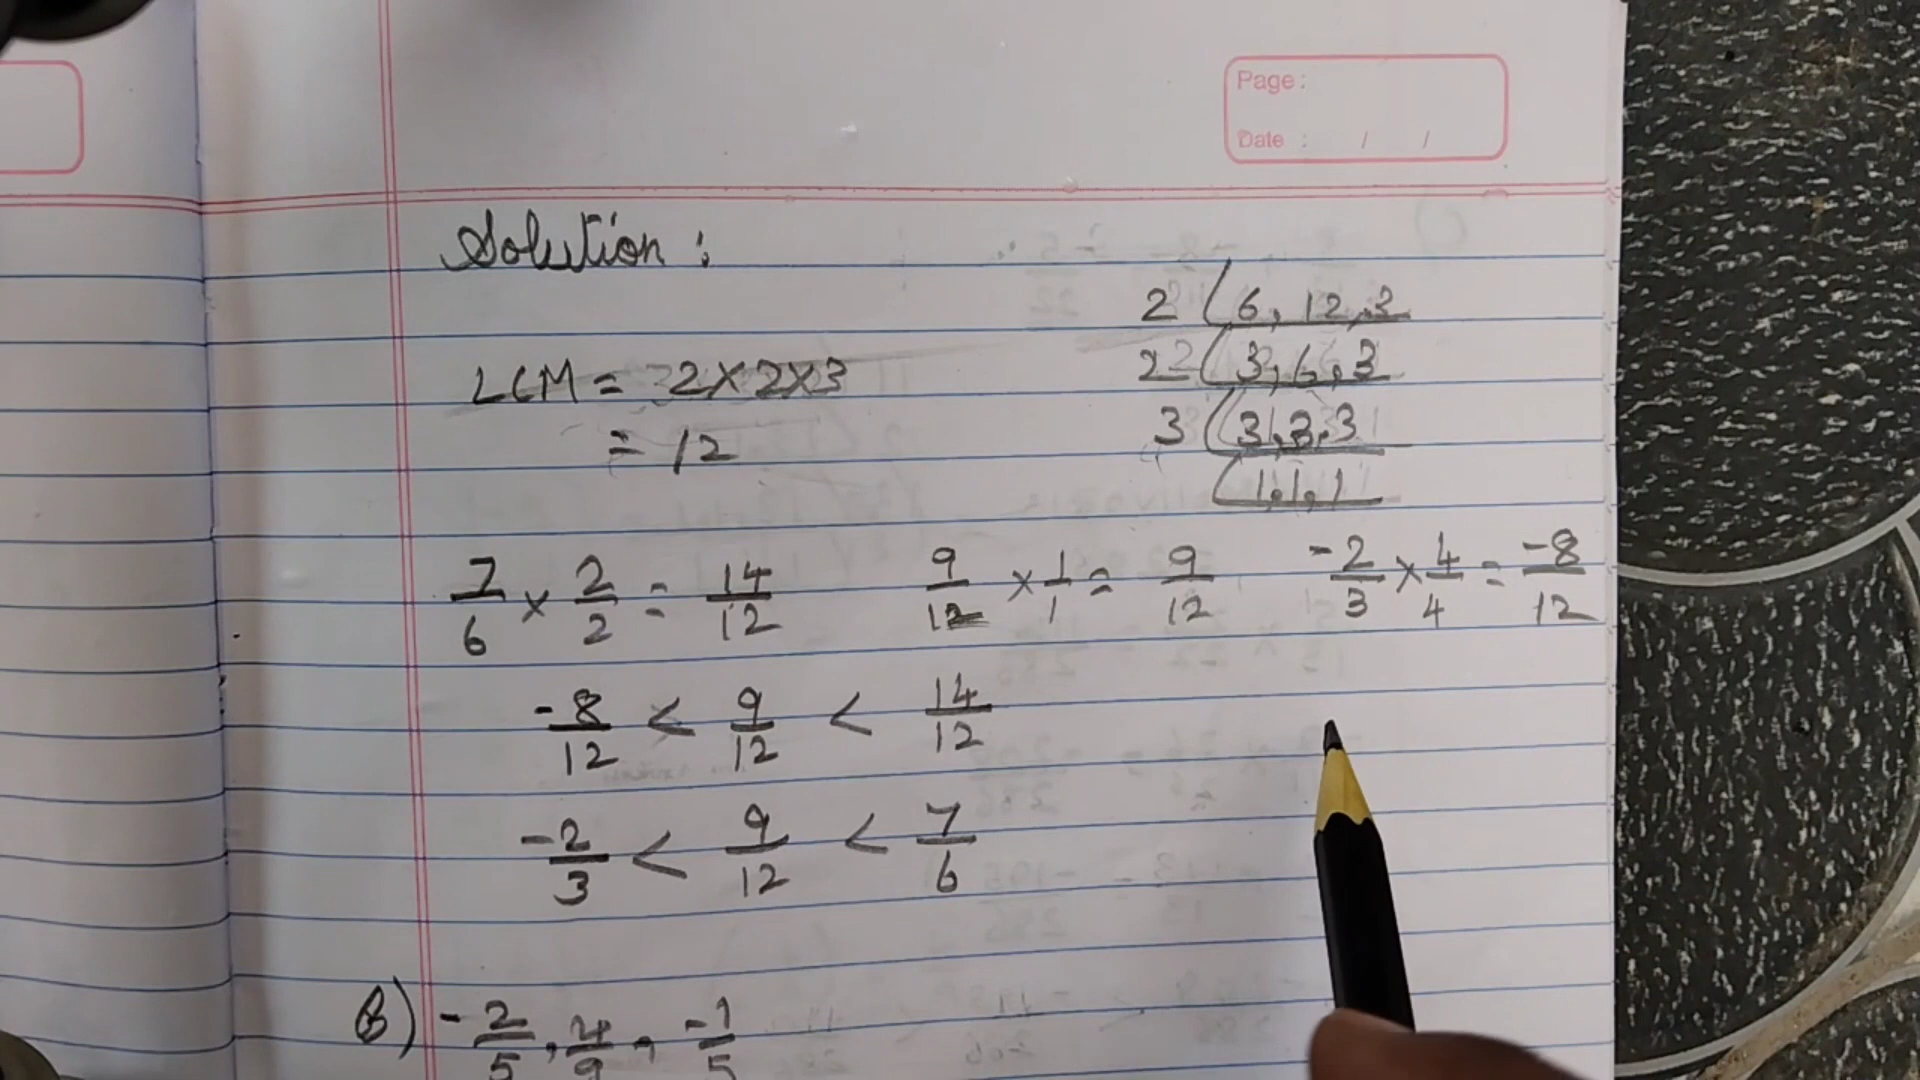 Page :
Date : / /
Solution :
2 ( 6, 12, 3
LCM = 2×2×3
2 ( 3, 6, 3
= 12
3 ( 3, 3, 3
( 1, 1, 1
7/6 × 2/2 = 14/12 9/12 × 1/1 = 9/12 -2/3 × 4/4 = -8/12
-8/12 < 9/12 < 14/12
-2/3 < 9/12 < 7/6
B) -2/5, 4/9, -1/5